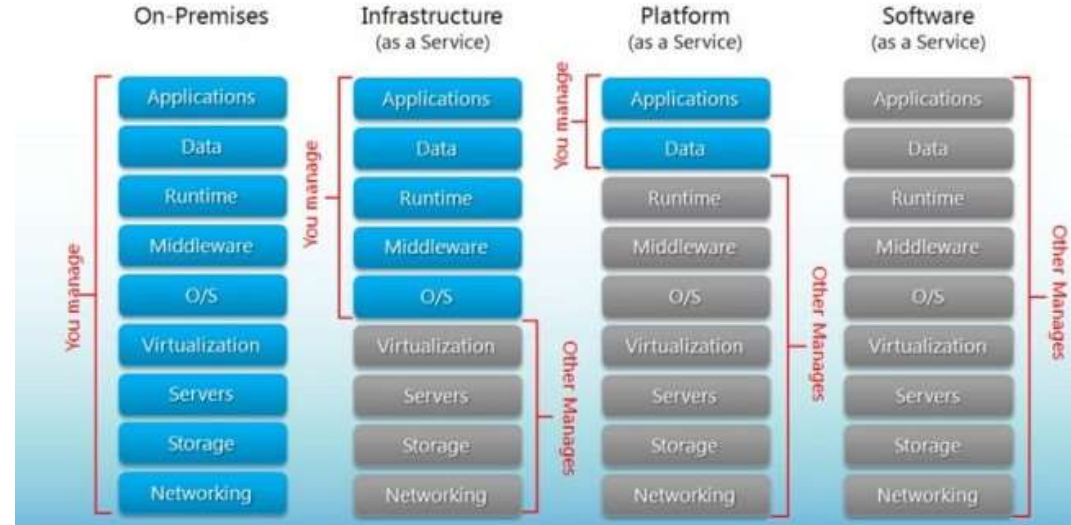 On-Premises
Infrastructure
(as a Service)
Platform
(as a Service)
Software
(as a Service)
You manage
Applications
Data
Runtime
Middleware
O/S
Virtualization
Servers
Storage
Networking
You manage
Applications
Data
Runtime
Middleware
O/S
Virtualization
Servers
Storage
Networking
Other Manages
You manage
Applications
Data
Runtime
Middleware
O/S
Virtualization
Servers
Storage
Networking
Other Manages
Applications
Data
Runtime
Middleware
O/S
Virtualization
Servers
Storage
Networking
Other Manages